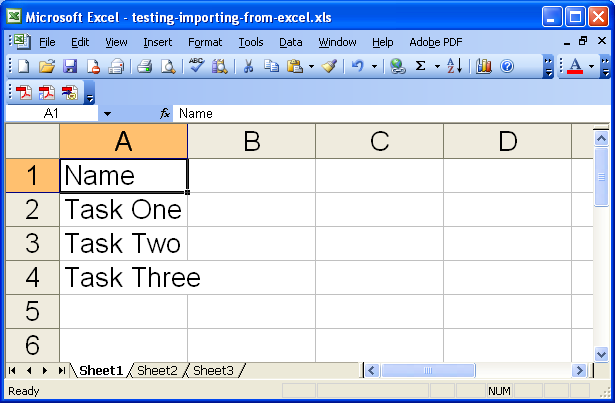 Microsoft Excel - testing-importing-from-excel.xls
File Edit View Insert Format Tools Data Window Help Adobe PDF
A1 fx Name
A B C D
1 Name
2 Task One
3 Task Two
4 Task Three
5
6
Sheet1 Sheet2 Sheet3
Ready NUM